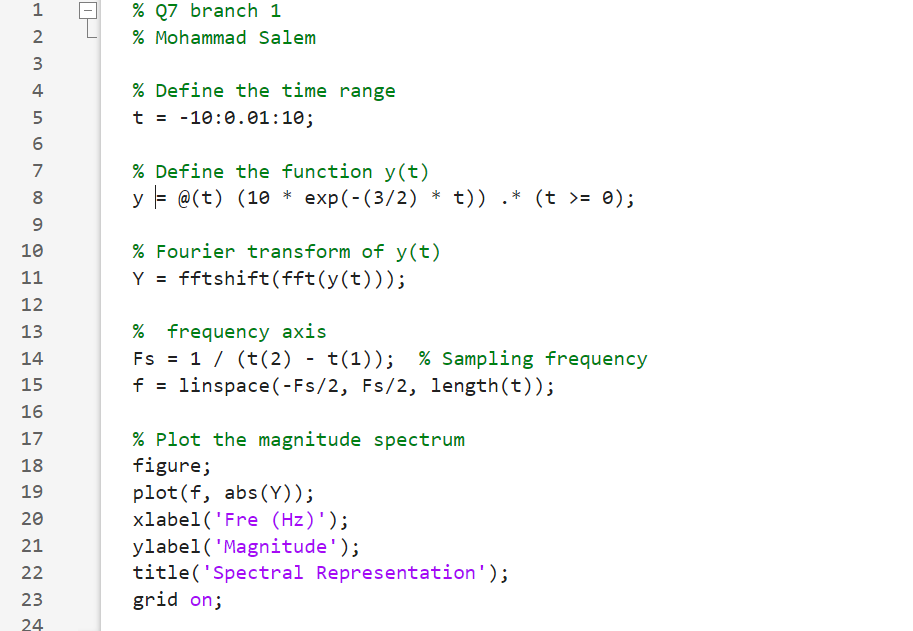 1 % Q7 branch 1
2 % Mohammad Salem
3
4 % Define the time range
5 t = -10:0.01:10;
6
7 % Define the function y(t)
8 y = @(t) (10 * exp(-(3/2) * t)) .* (t >= 0);
9
10 % Fourier transform of y(t)
11 Y = fftshift(fft(y(t)));
12
13 %  frequency axis
14 Fs = 1 / (t(2) - t(1));  % Sampling frequency
15 f = linspace(-Fs/2, Fs/2, length(t));
16
17 % Plot the magnitude spectrum
18 figure;
19 plot(f, abs(Y));
20 xlabel('Fre (Hz)');
21 ylabel('Magnitude');
22 title('Spectral Representation');
23 grid on;
24